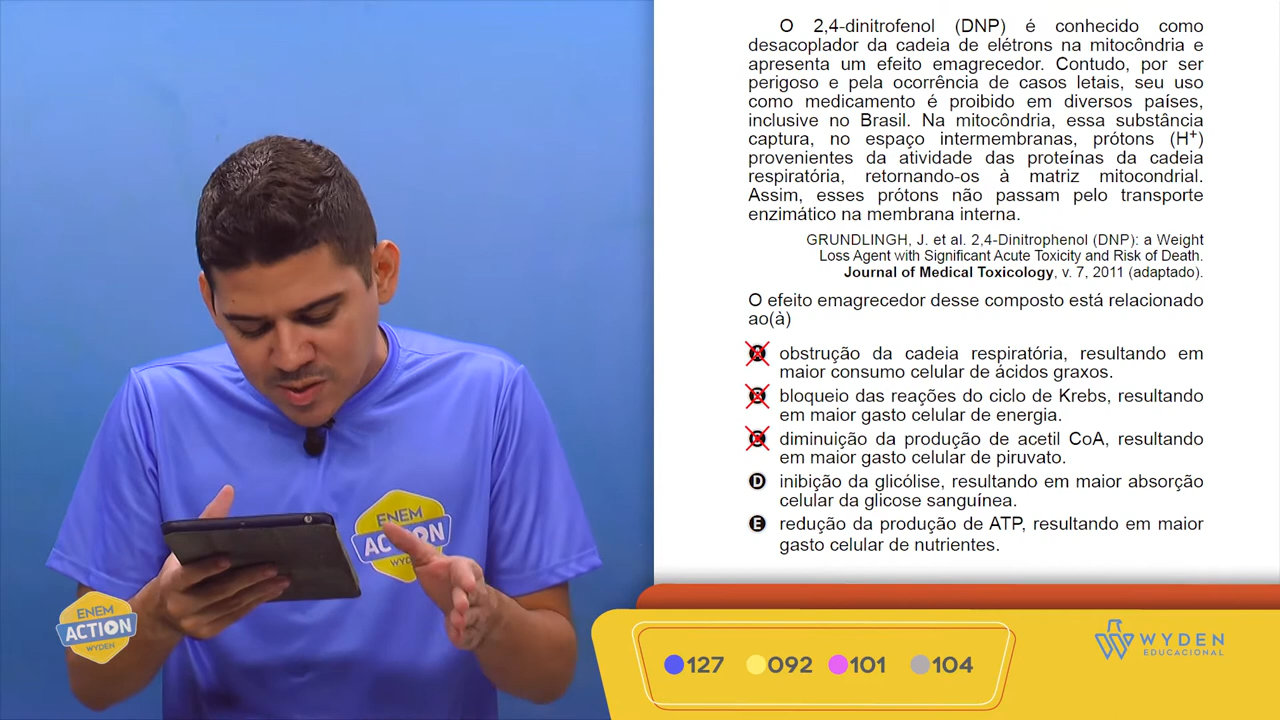 O 2,4-dinitrofenol (DNP) é conhecido como
desacoplador da cadeia de elétrons na mitocôndria e
apresenta um efeito emagrecedor. Contudo, por ser
perigoso e pela ocorrência de casos letais, seu uso
como medicamento é proibido em diversos países,
inclusive no Brasil. Na mitocôndria, essa substância
captura, no espaço intermembranas, prótons (H⁺)
provenientes da atividade das proteínas da cadeia
respiratória, retornando-os à matriz mitocondrial.
Assim, esses prótons não passam pelo transporte
enzimático na membrana interna.
GRUNDLINGH, J. et al. 2,4-Dinitrophenol (DNP): a Weight
Loss Agent with Significant Acute Toxicity and Risk of Death.
Journal of Medical Toxicology, v. 7, 2011 (adaptado).
O efeito emagrecedor desse composto está relacionado
ao(à)
obstrução da cadeia respiratória, resultando em
maior consumo celular de ácidos graxos.
bloqueio das reações do ciclo de Krebs, resultando
em maior gasto celular de energia.
diminuição da produção de acetil CoA, resultando
em maior gasto celular de piruvato.
D inibição da glicólise, resultando em maior absorção
celular da glicose sanguínea.
E redução da produção de ATP, resultando em maior
gasto celular de nutrientes.
ENEM
ACTION
WYDEN
ENEM
ACTION
WYDEN
127 092 101 104
WYDEN
EDUCACIONAL